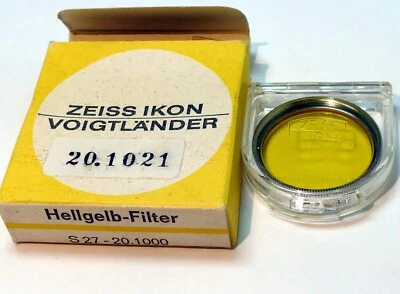 ZEISS IKON
VOIGTLÄNDER
20.1021
Hellgelb-Filter
S 27-20.1000